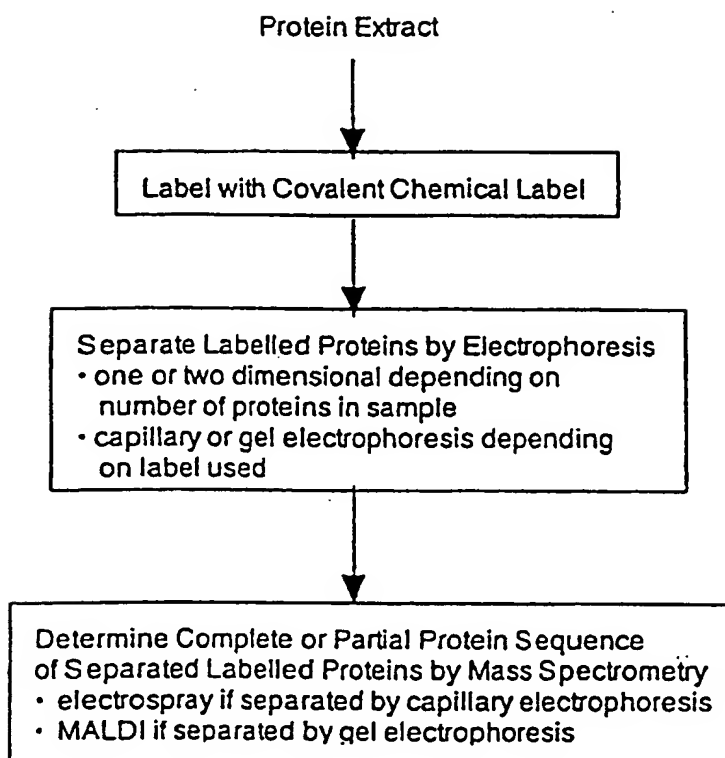 Protein Extract
Label with Covalent Chemical Label
Separate Labelled Proteins by Electrophoresis
• one or two dimensional depending on
number of proteins in sample
• capillary or gel electrophoresis depending
on label used
Determine Complete or Partial Protein Sequence
of Separated Labelled Proteins by Mass Spectrometry
• electrospray if separated by capillary electrophoresis
• MALDI if separated by gel electrophoresis